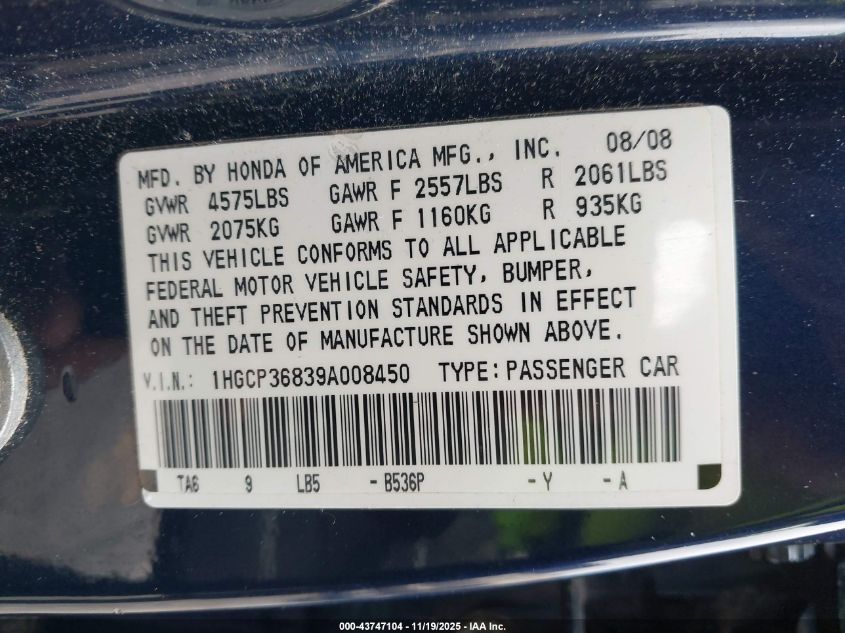 MFD. BY HONDA OF AMERICA MFG., INC. 08/08
GVWR 4575LBS GAWR F 2557LBS R 2061LBS
GVWR 2075KG GAWR F 1160KG R 935KG
THIS VEHICLE CONFORMS TO ALL APPLICABLE
FEDERAL MOTOR VEHICLE SAFETY, BUMPER,
AND THEFT PREVENTION STANDARDS IN EFFECT
ON THE DATE OF MANUFACTURE SHOWN ABOVE.
V.I.N.: 1HGCP36839A008450 TYPE:PASSENGER CAR
TA6 9 LB5 -B536P -Y -A
000-43747104 - 11/19/2025 - IAA Inc.